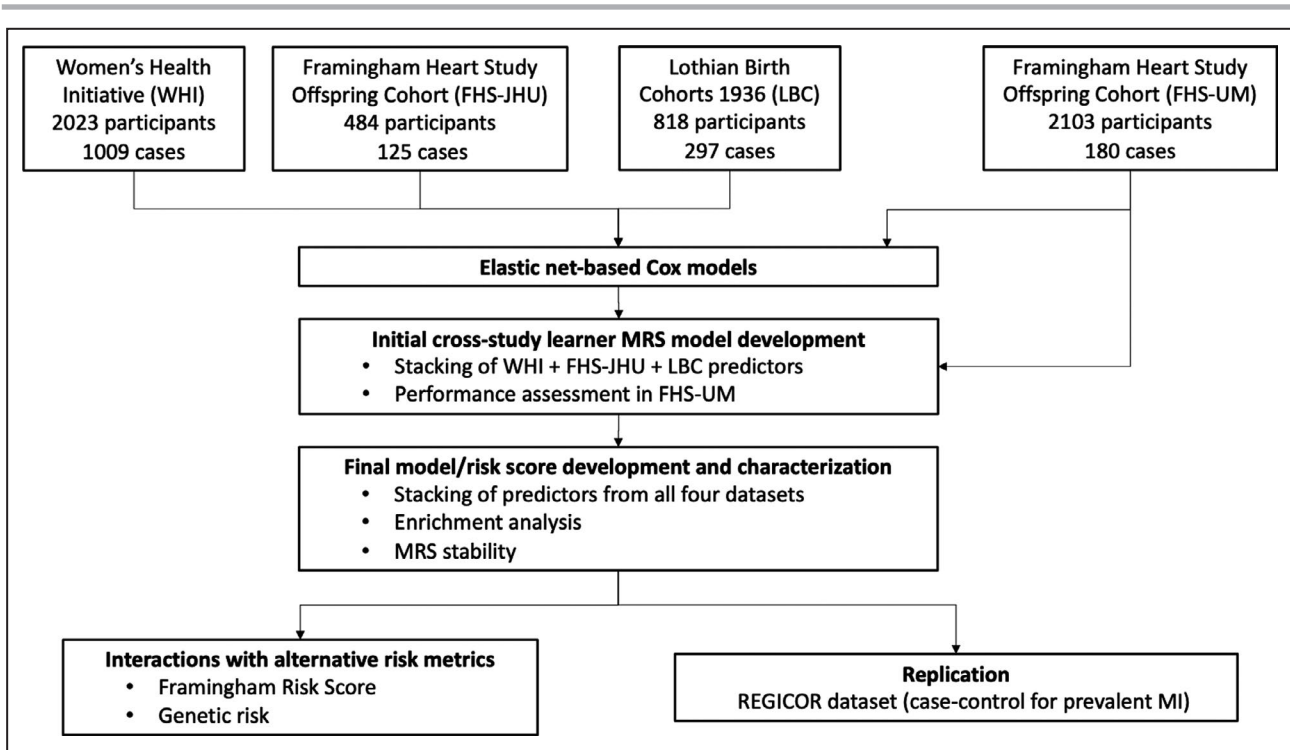 Women's Health
Initiative (WHI)
2023 participants
1009 cases
Framingham Heart Study
Offspring Cohort (FHS-JHU)
484 participants
125 cases
Lothian Birth
Cohorts 1936 (LBC)
818 participants
297 cases
Framingham Heart Study
Offspring Cohort (FHS-UM)
2103 participants
180 cases
Elastic net-based Cox models
Initial cross-study learner MRS model development
• Stacking of WHI + FHS-JHU + LBC predictors
• Performance assessment in FHS-UM
Final model/risk score development and characterization
• Stacking of predictors from all four datasets
• Enrichment analysis
• MRS stability
Interactions with alternative risk metrics
• Framingham Risk Score
• Genetic risk
Replication
REGICOR dataset (case-control for prevalent MI)